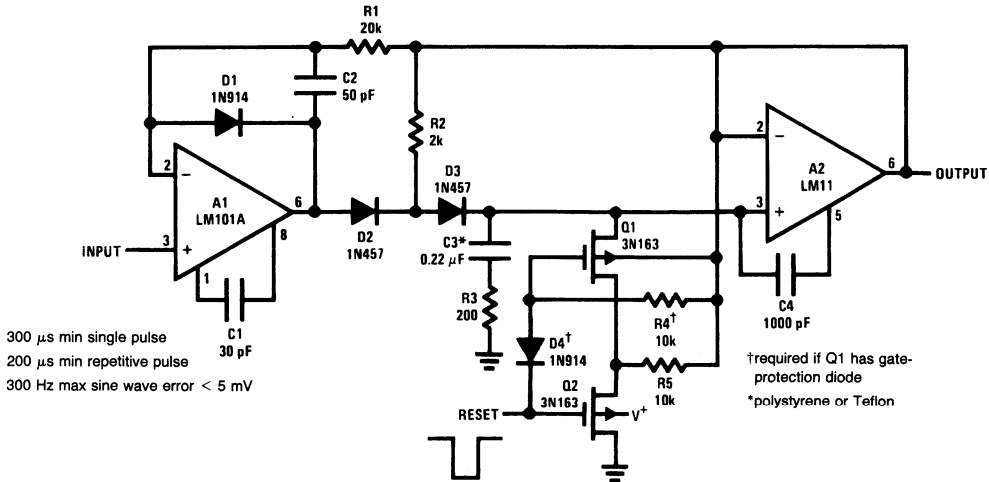 R1
20k
C2
50 pF
D1
1N914
R2
2k
2
−
A1
LM101A
6
8
3
+
1
INPUT
C1
30 pF
D2
1N457
D3
1N457
C3*
0.22 μF
R3
200
Q1
3N163
R4†
10k
D4†
1N914
R5
10k
Q2
3N163
V+
RESET
2
−
A2
LM11
6
OUTPUT
3
+
5
C4
1000 pF
300 μs min single pulse
200 μs min repetitive pulse
300 Hz max sine wave error < 5 mV
†required if Q1 has gate-
protection diode
*polystyrene or Teflon